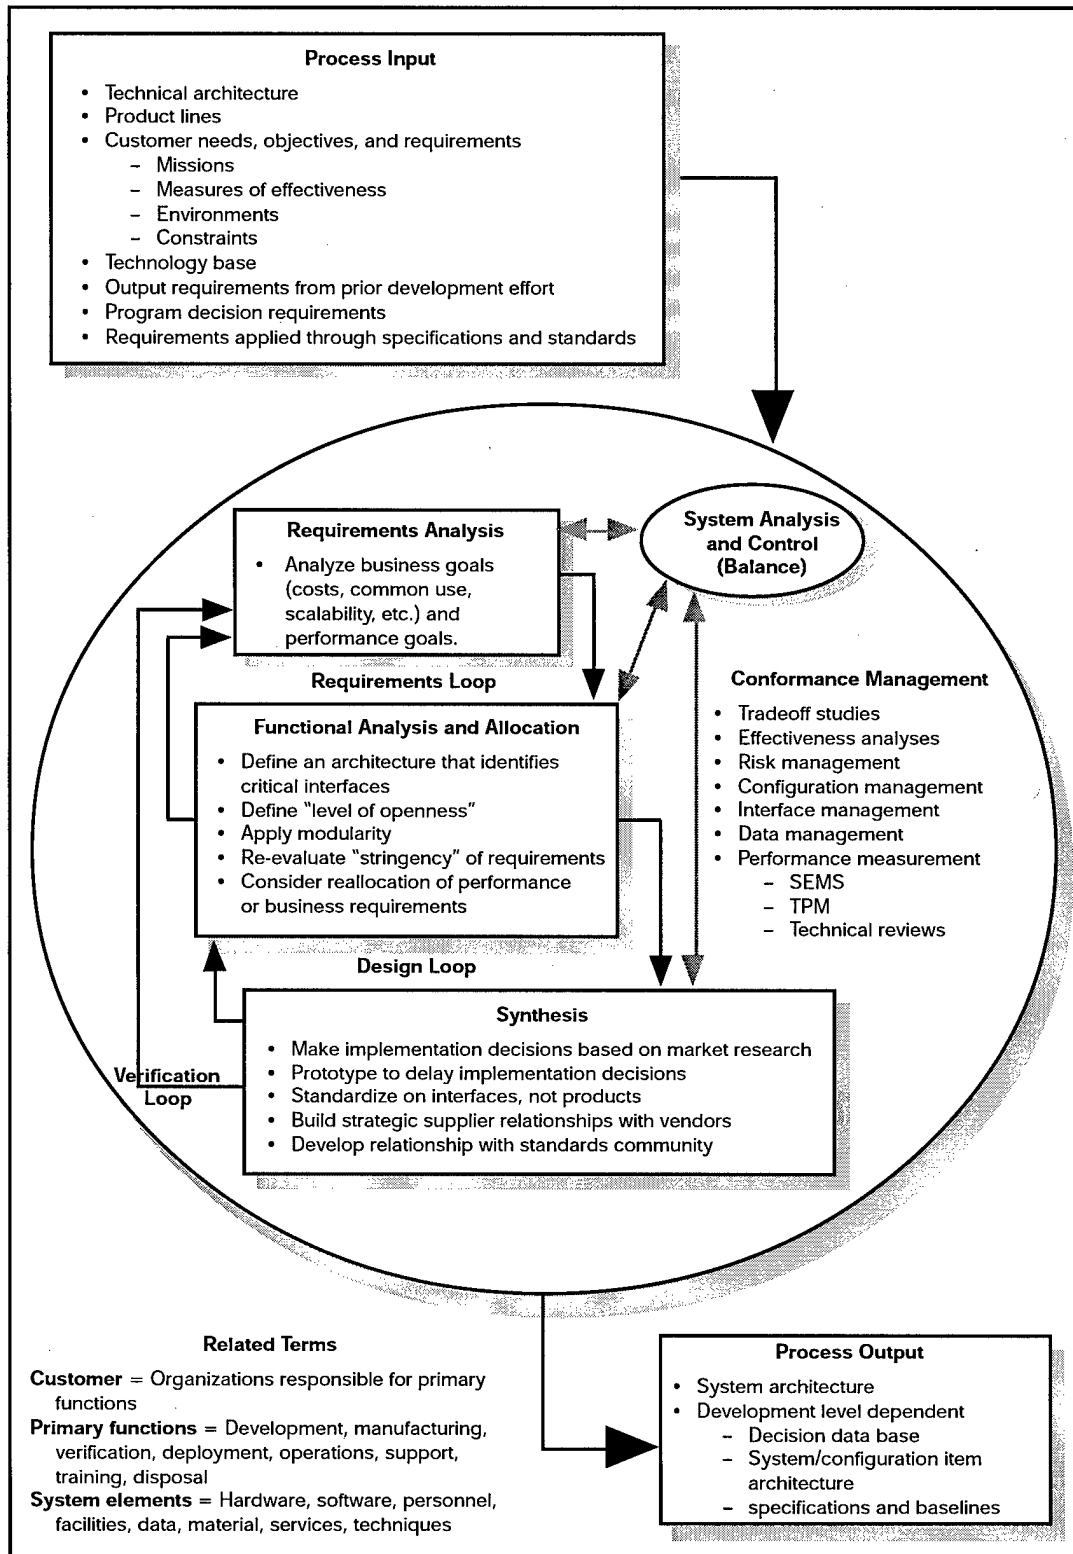 Process Input
• Technical architecture
• Product lines
• Customer needs, objectives, and requirements
– Missions
– Measures of effectiveness
– Environments
– Constraints
• Technology base
• Output requirements from prior development effort
• Program decision requirements
• Requirements applied through specifications and standards
Requirements Analysis
• Analyze business goals
(costs, common use,
scalability, etc.) and
performance goals.
System Analysis
and Control
(Balance)
Requirements Loop
Functional Analysis and Allocation
• Define an architecture that identifies
critical interfaces
• Define “level of openness”
• Apply modularity
• Re-evaluate “stringency” of requirements
• Consider reallocation of performance
or business requirements
Conformance Management
• Tradeoff studies
• Effectiveness analyses
• Risk management
• Configuration management
• Interface management
• Data management
• Performance measurement
– SEMS
– TPM
– Technical reviews
Design Loop
Synthesis
• Make implementation decisions based on market research
• Prototype to delay implementation decisions
• Standardize on interfaces, not products
• Build strategic supplier relationships with vendors
• Develop relationship with standards community
Verification
Loop
Related Terms
Customer = Organizations responsible for primary
functions
Primary functions = Development, manufacturing,
verification, deployment, operations, support,
training, disposal
System elements = Hardware, software, personnel,
facilities, data, material, services, techniques
Process Output
• System architecture
• Development level dependent
– Decision data base
– System/configuration item
architecture
– specifications and baselines